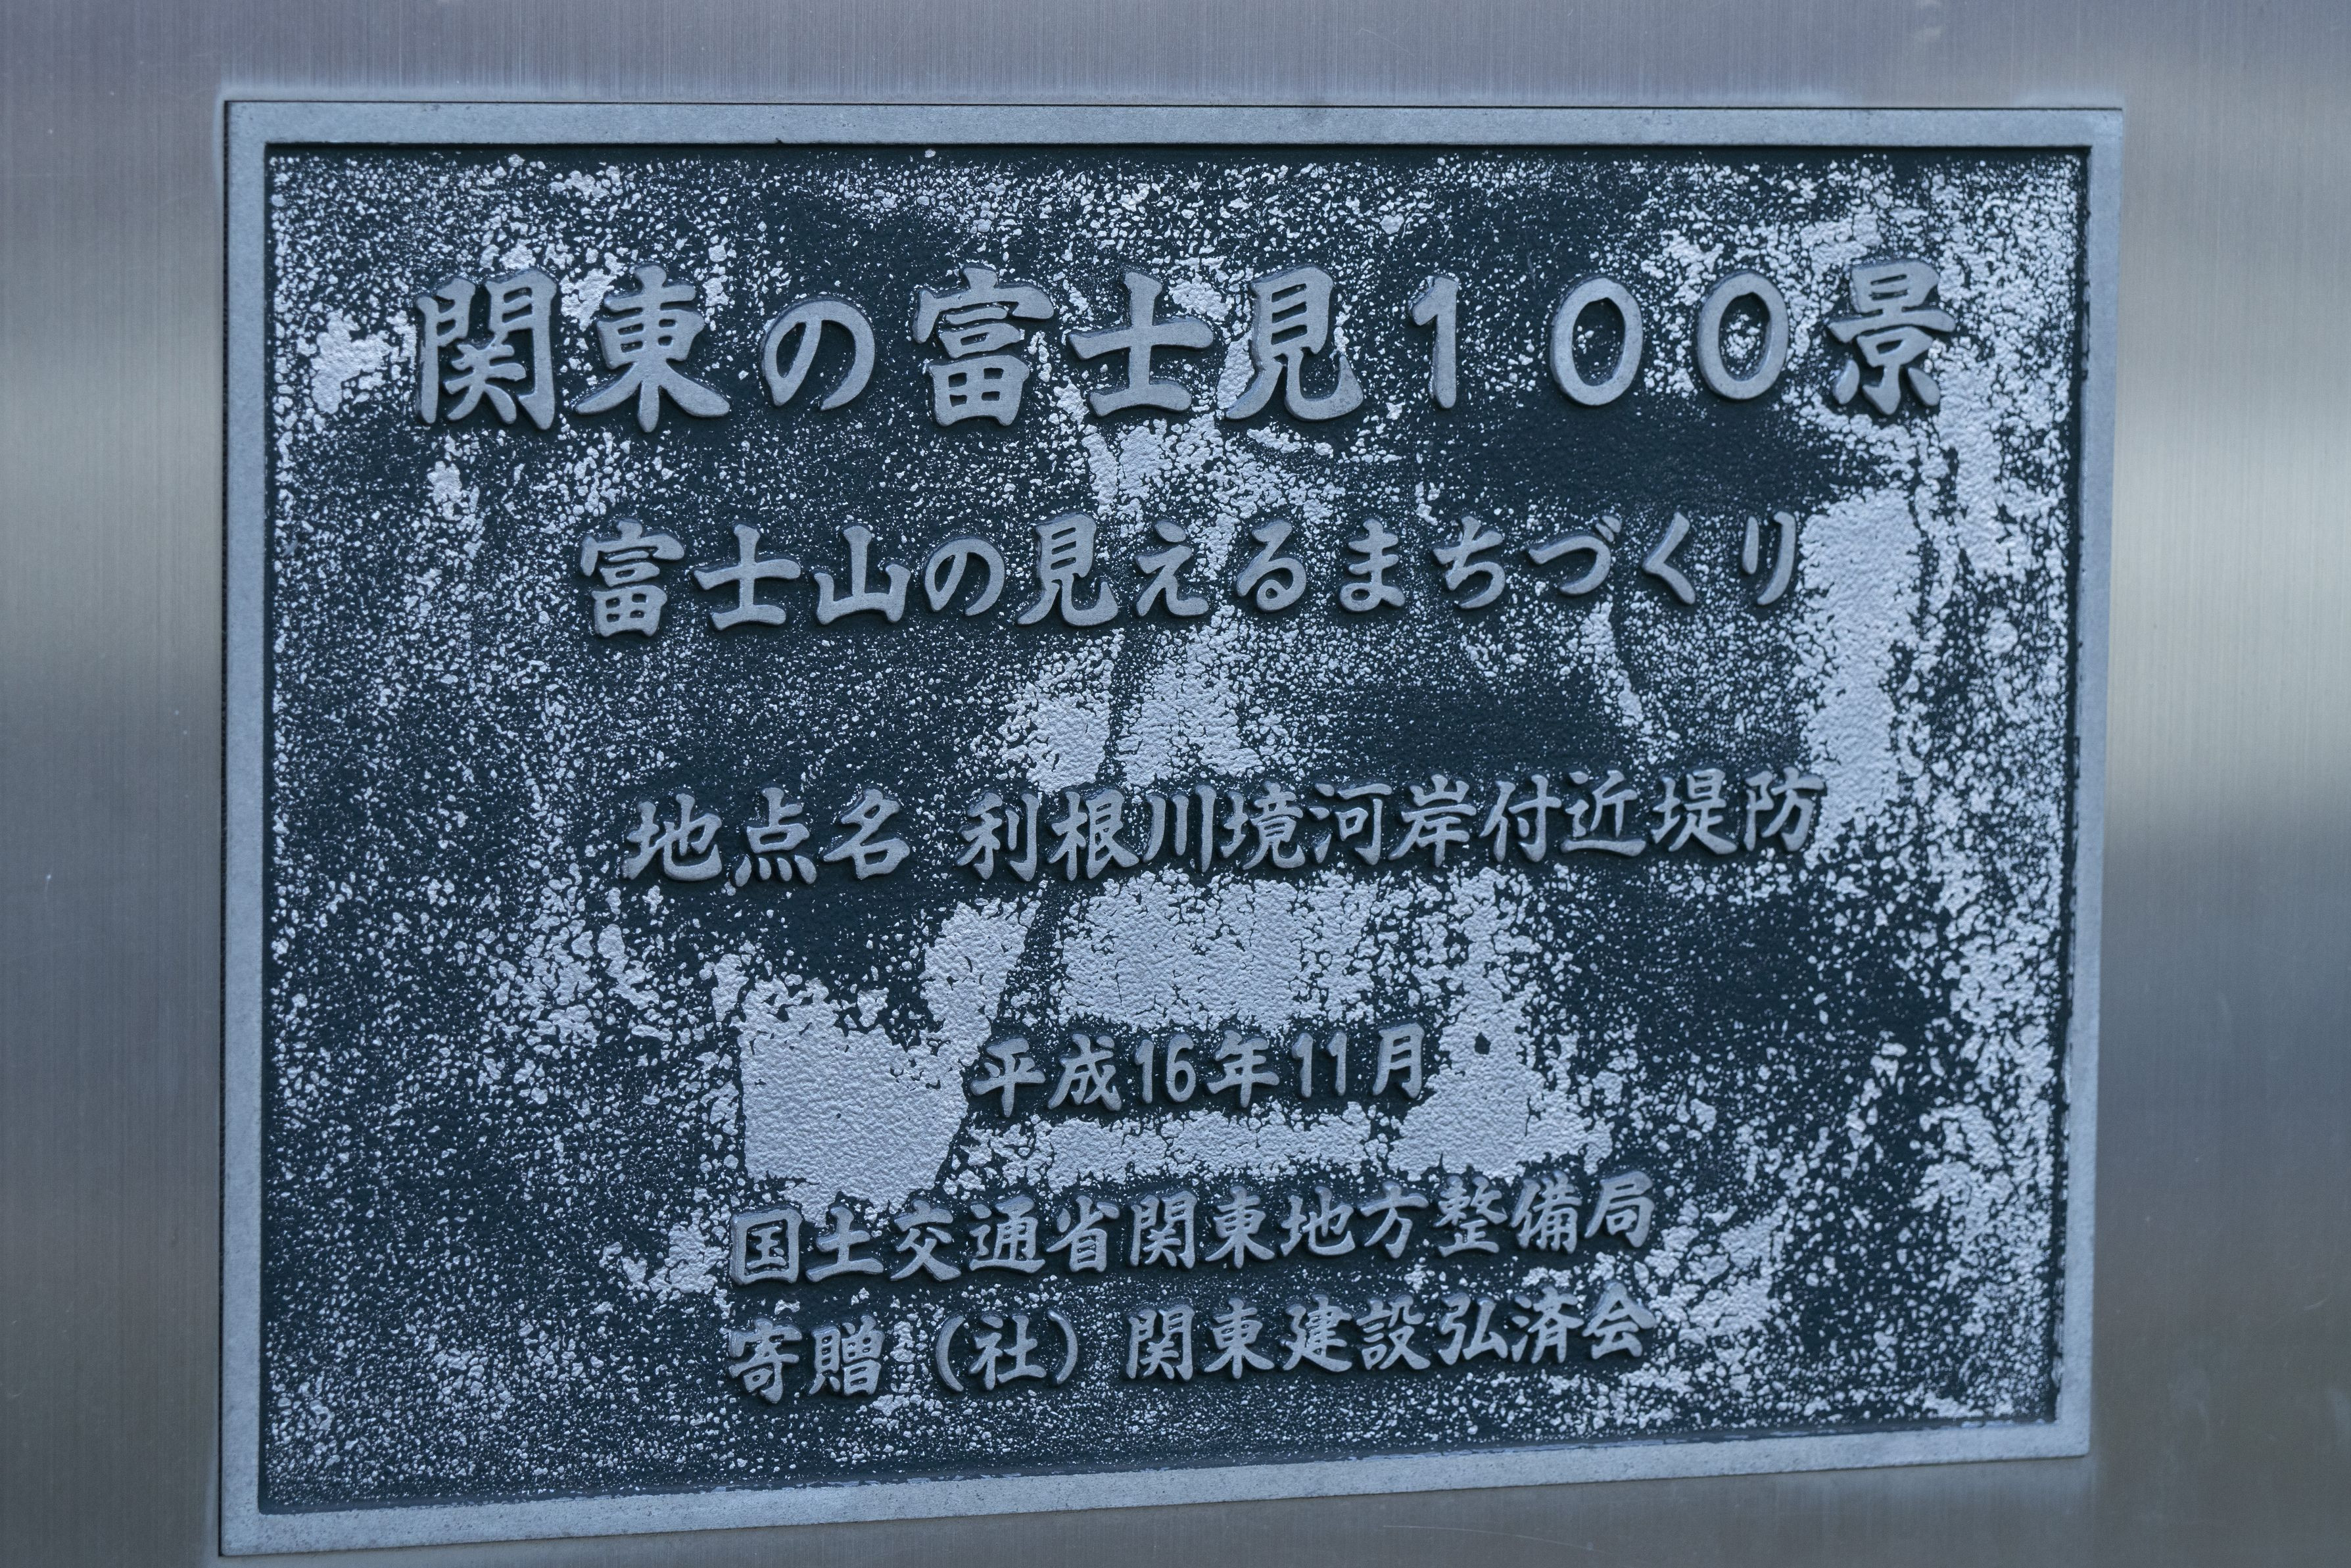 関東の富士見１００景
富士山の見えるまちづくり
地点名 利根川境河岸付近堤防
平成16年11月
国土交通省関東地方整備局
寄贈（社）関東建設弘済会